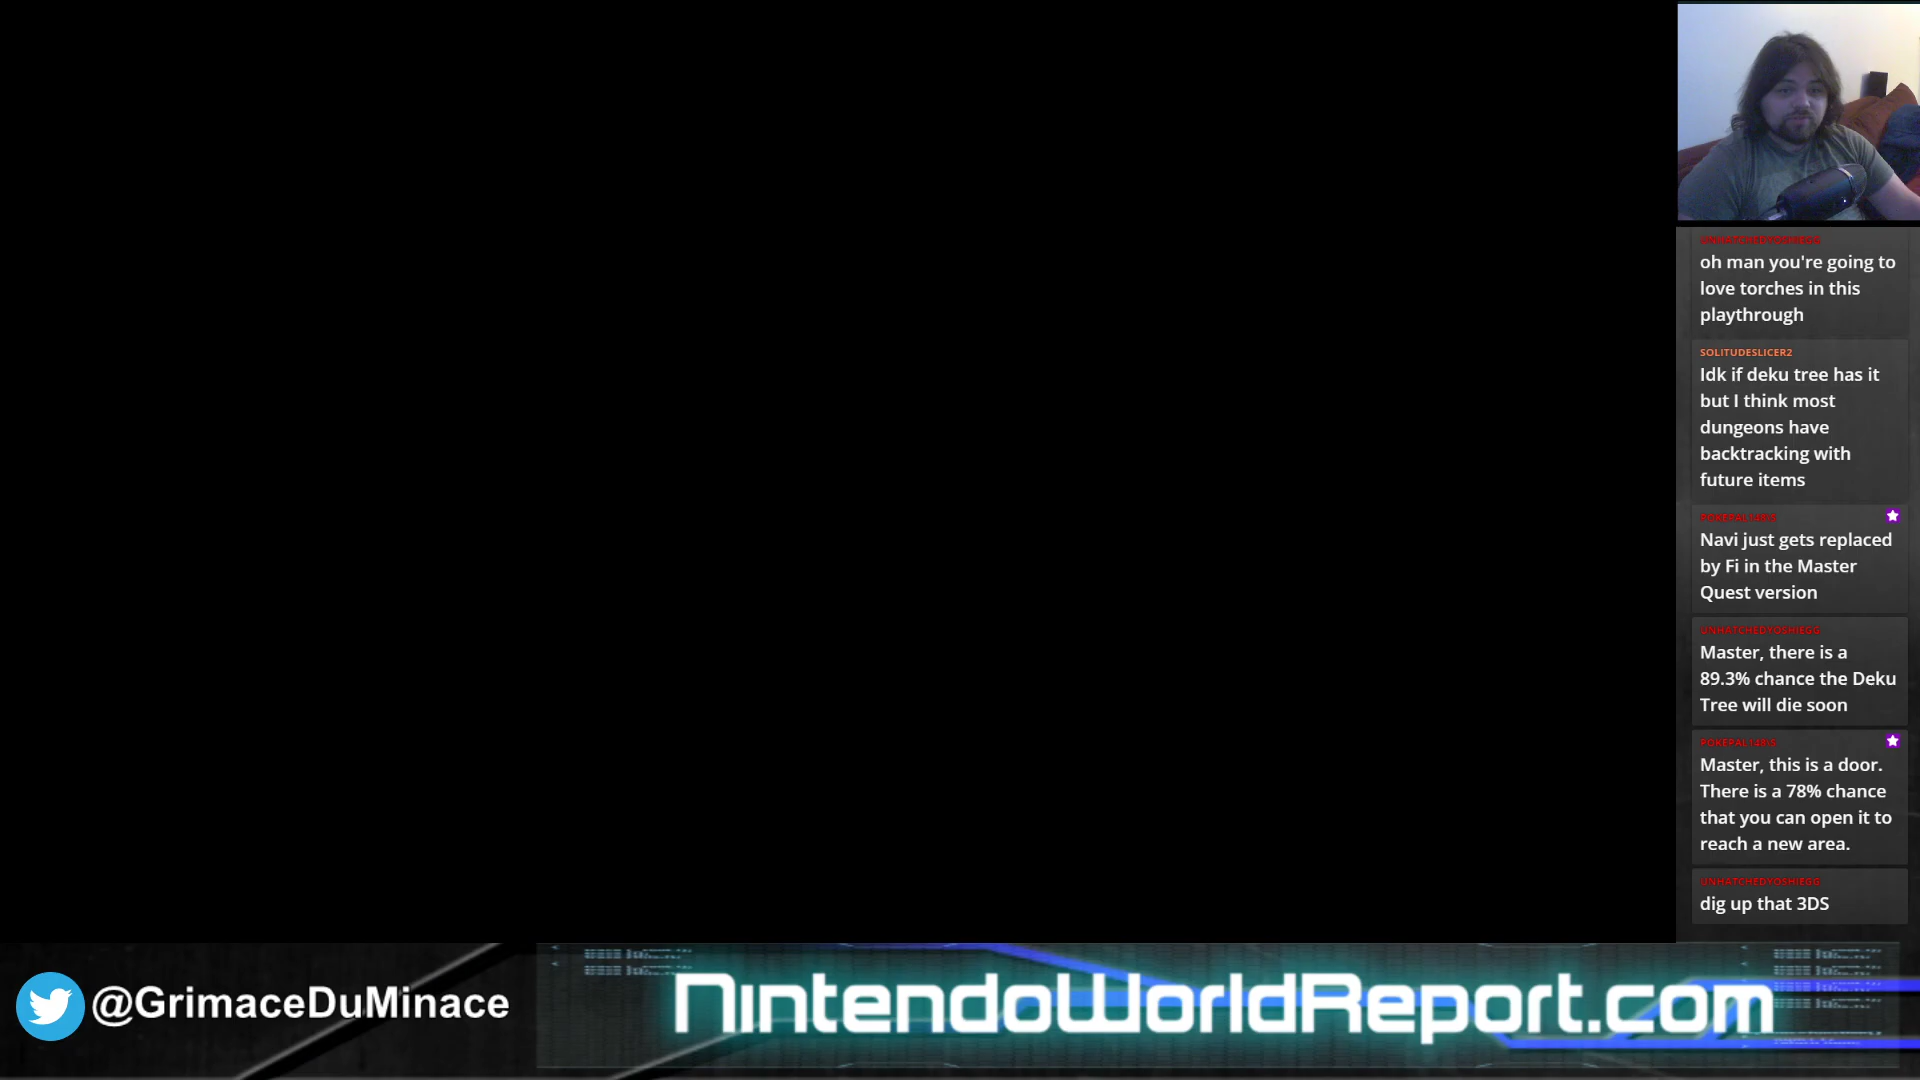 oh man you're going to
love torches in this
playthrough
SOLITUDESLICER2
Idk if deku tree has it
but I think most
dungeons have
backtracking with
future items
POKEPAL148\S
Navi just gets replaced
by Fi in the Master
Quest version
UNHATCHEDYOSHIEGG
Master, there is a
89.3% chance the Deku
Tree will die soon
POKEPAL148\S
Master, this is a door.
There is a 78% chance
that you can open it to
reach a new area.
UNHATCHEDYOSHIEGG
dig up that 3DS
@GrimaceDuMinace
NintendoWorldReport.com